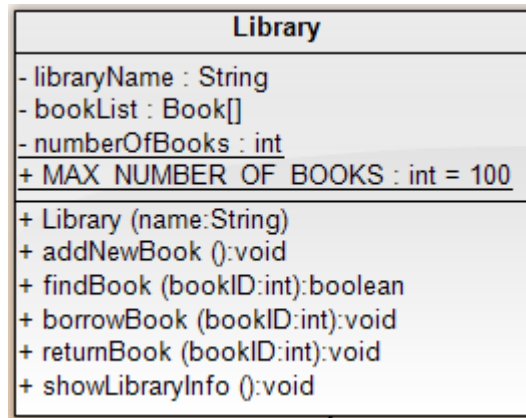 Library
- libraryName : String
- bookList : Book[]
- numberOfBooks : int
+ MAX_NUMBER_OF_BOOKS : int = 100
+ Library (name:String)
+ addNewBook ():void
+ findBook (bookID:int):boolean
+ borrowBook (bookID:int):void
+ returnBook (bookID:int):void
+ showLibraryInfo ():void